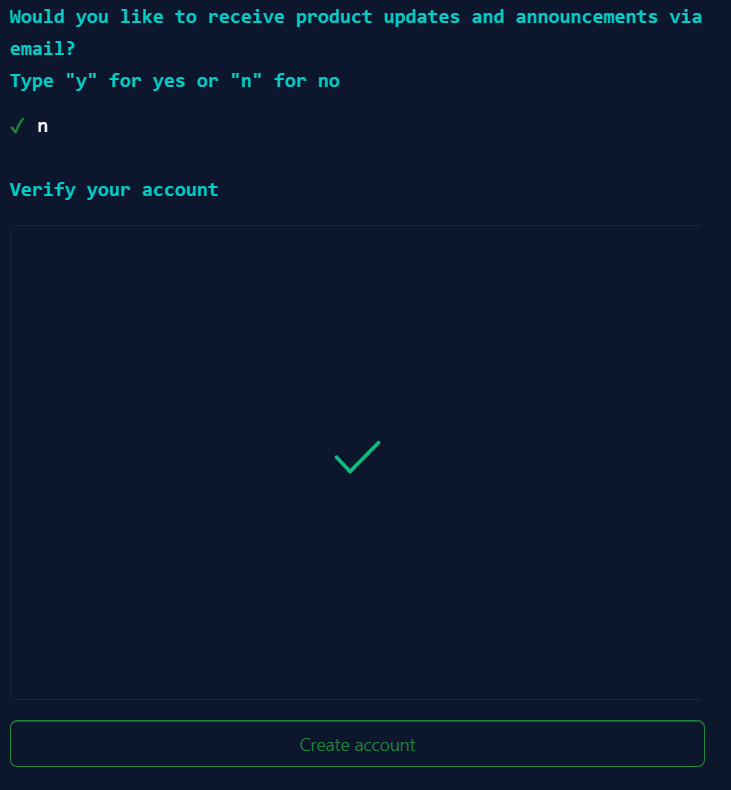 Would you like to receive product updates and announcements via
email?
Type "y" for yes or "n" for no
✓ n
Verify your account
Create account